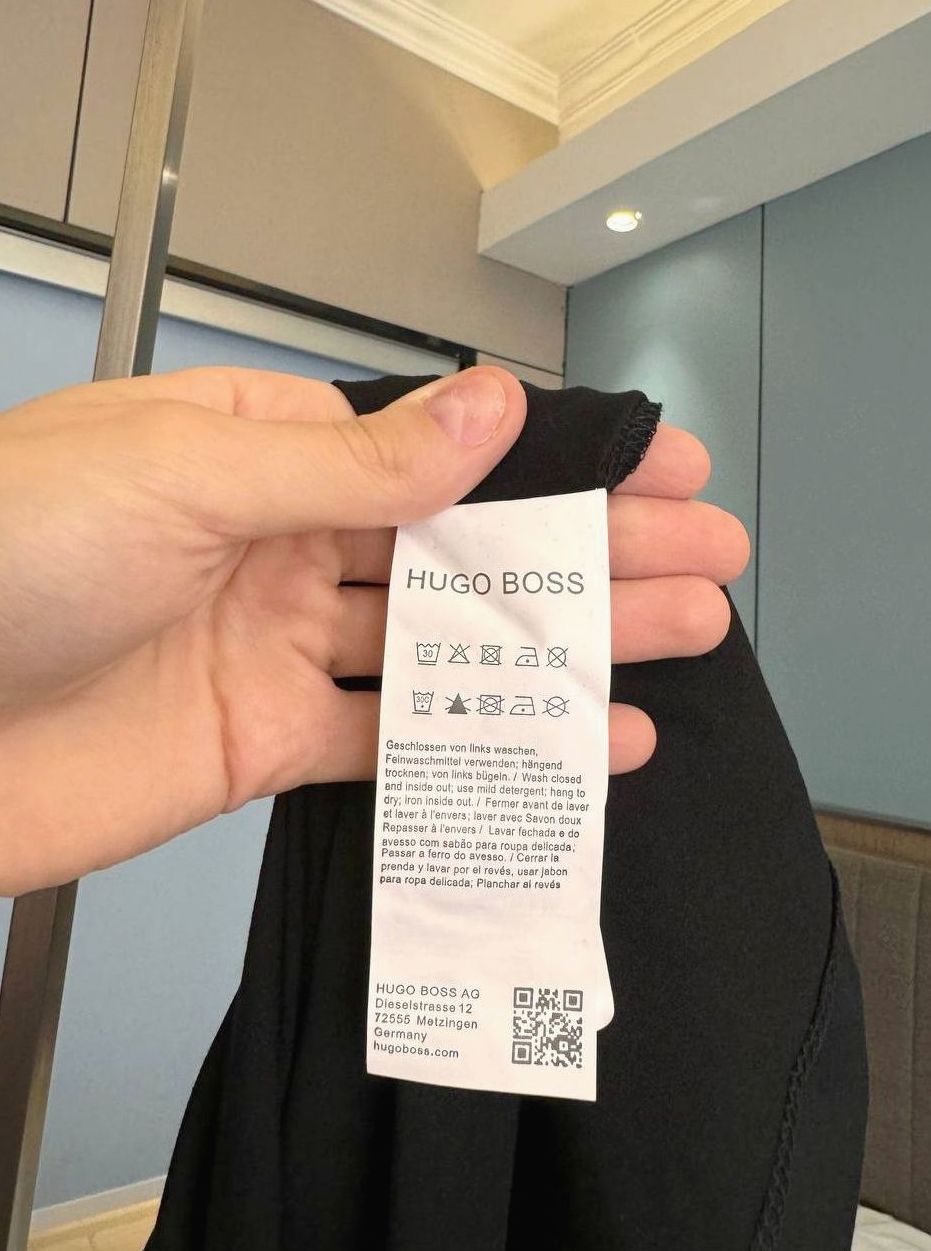 HUGO BOSS
30
30C
Geschlossen von links waschen,
Feinwaschmittel verwenden; hängend
trocknen; von links bügeln. / Wash closed
and inside out; use mild detergent; hang to
dry; iron inside out. / Fermer avant de laver
et laver à l'envers; laver avec Savon doux
Repasser à l'envers / Lavar fechada e do
avesso com sabão para roupa delicada;
Passar a ferro do avesso. / Cerrar la
prenda y lavar por el revés, usar jabon
para ropa delicada; Planchar al revés
HUGO BOSS AG
Dieselstrasse 12
72555 Metzingen
Germany
hugoboss.com